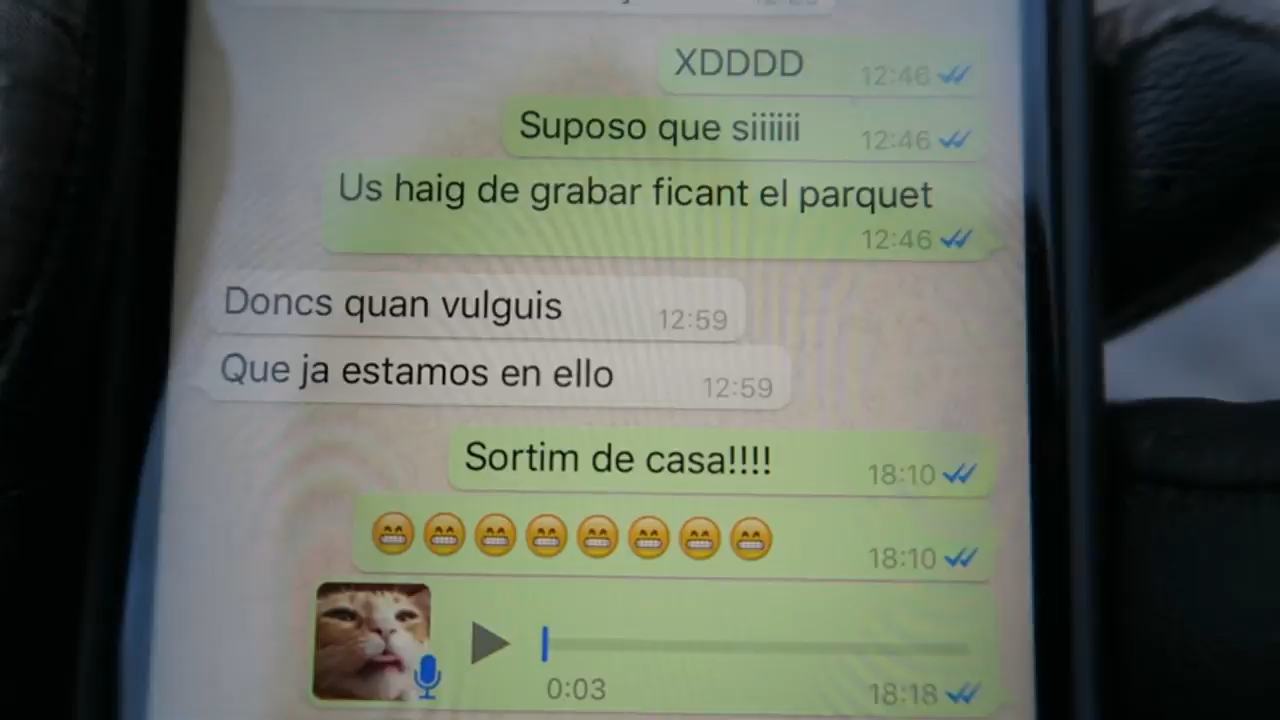 XDDDD 12:46
Suposo que siiiiii 12:46
Us haig de grabar ficant el parquet
12:46
Doncs quan vulguis 12:59
Que ja estamos en ello 12:59
Sortim de casa!!!! 18:10
😁😁😁😁😁😁😁😁 18:10
0:03 18:18